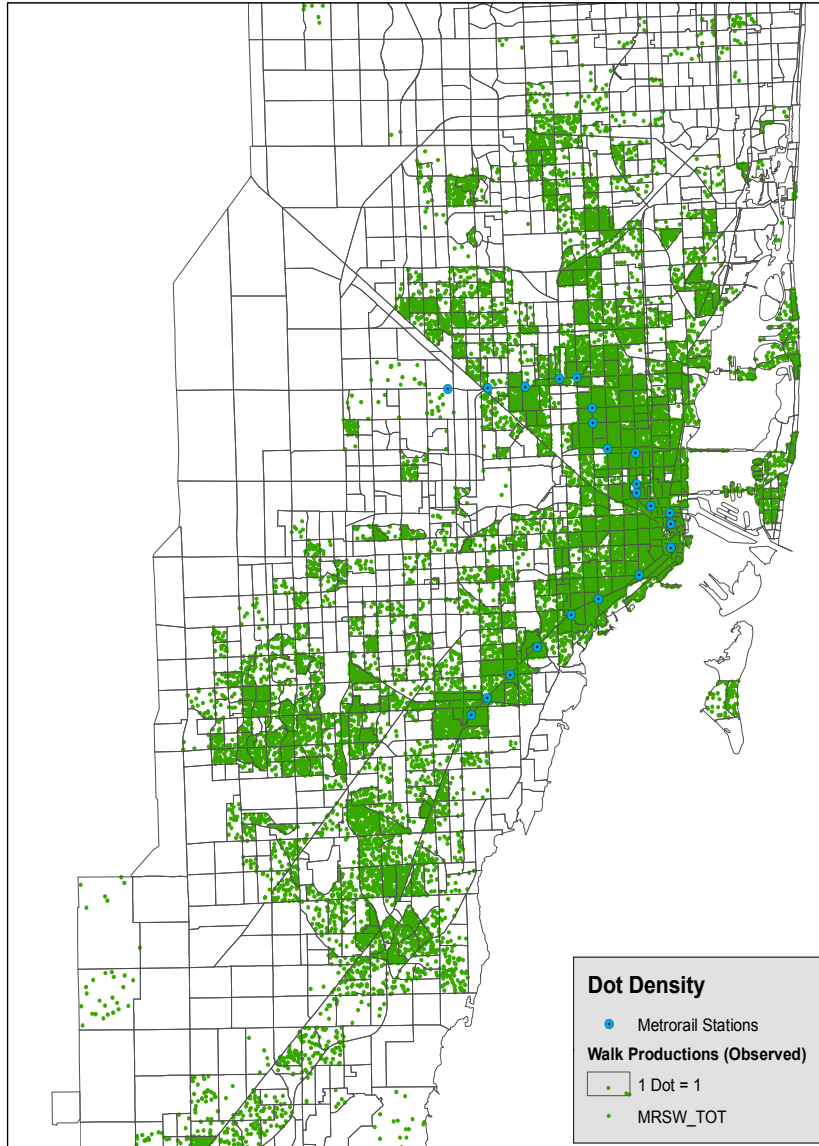 Dot Density
Metrorail Stations
Walk Productions (Observed)
1 Dot = 1
MRSW_TOT